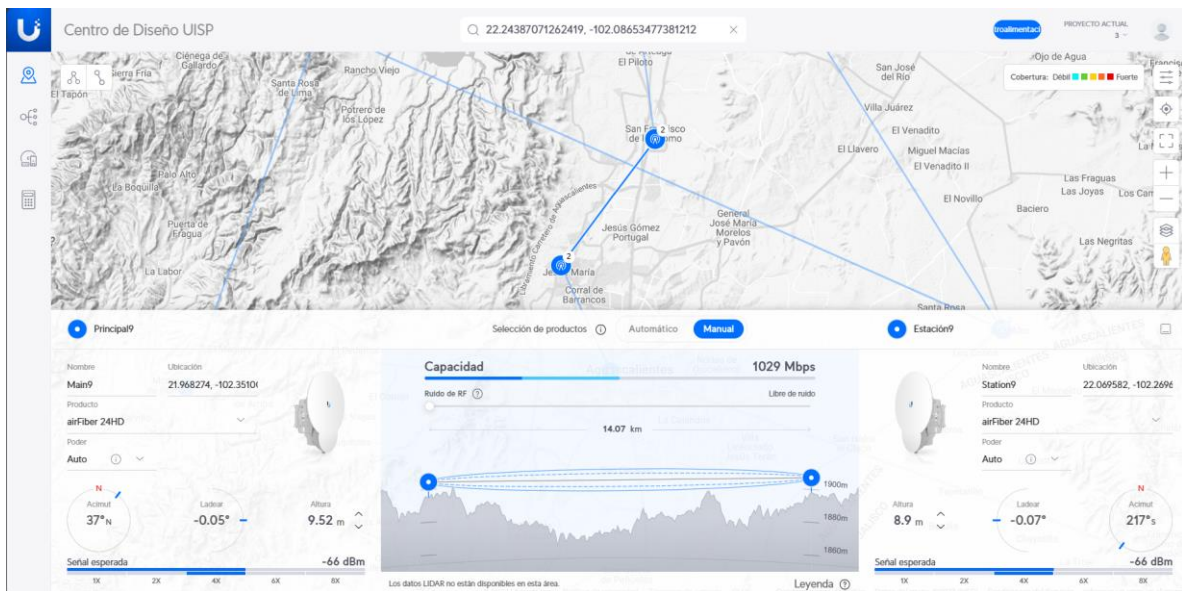 Centro de Diseño UISP
22.24387071262419, -102.08653477381212
troalimentaci
PROYECTO ACTUAL
3
Ciénega de Gallardo
Sierra Fría
El Tapón
Santa Rosa de Lima
Rancho Viejo
Potrero de los López
El Piloto
San José del Río
Ojo de Agua
Cobertura: Débil Fuerte
Villa Juárez
El Venadito
El Llavero
Miguel Macías
El Venadito II
2
Palo Alto
La Boquilla
Las Fraguas
Las Joyas
El Novillo
Baciero
Puerta de Fragua
Libramiento Carretero de Aguascalientes
General José María Morelos y Pavón
Jesús Gómez Portugal
Las Negritas
2
La Labor
Corral de Barrancos
Santa Rosa
Principal9
Selección de productos
Automático
Manual
Estación9
Nombre
Ubicación
Main9
21.968274, -102.3510(
Producto
airFiber 24HD
Poder
Auto
N
Acimut
37°N
Ladear
-0.05°
Altura
9.52 m
Señal esperada
-66 dBm
1X 2X 4X 6X 8X
Capacidad
1029 Mbps
Ruido de RF
Libre de ruido
14.07 km
1900m
1880m
1860m
Los datos LIDAR no están disponibles en esta área.
Leyenda
Nombre
Ubicación
Station9
22.069582, -102.269€
Producto
airFiber 24HD
Poder
Auto
Altura
8.9 m
Ladear
-0.07°
N
Acimut
217°S
Señal esperada
-66 dBm
1X 2X 4X 6X 8X